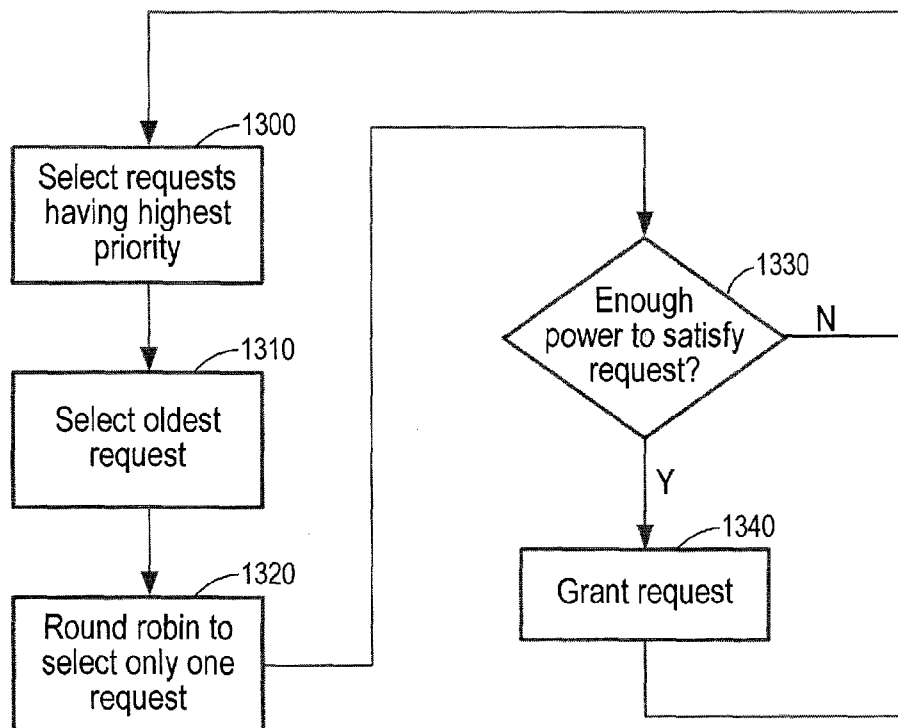 1300
Select requests
having highest
priority
1310
Select oldest
request
1320
Round robin to
select only one
request
1330
Enough
power to satisfy
request?
N
Y
1340
Grant request